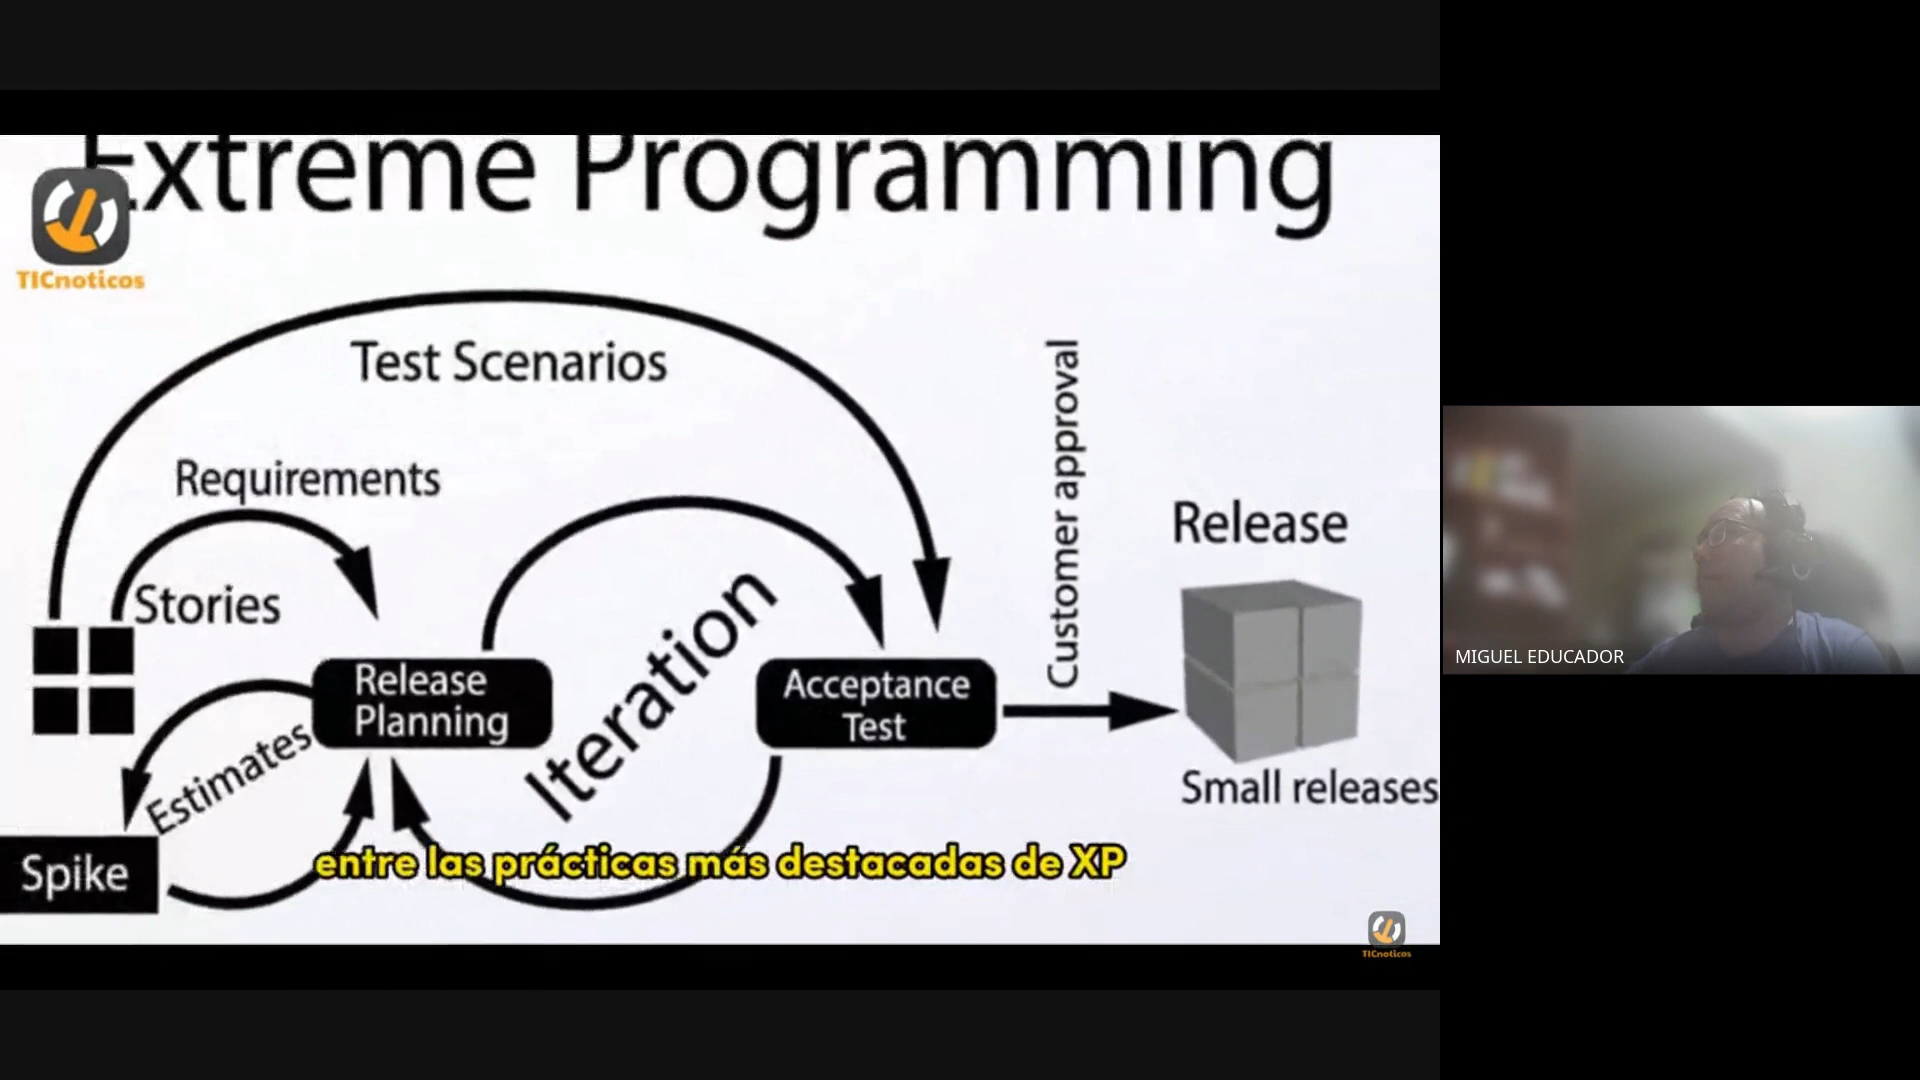 Extreme Programming
TICnoticos
Test Scenarios
Requirements
Stories
Customer approval
Release
Release
Planning
Iteration
Acceptance
Test
Estimates
Small releases
Spike
entre las prácticas más destacadas de XP
TICnoticos
MIGUEL EDUCADOR